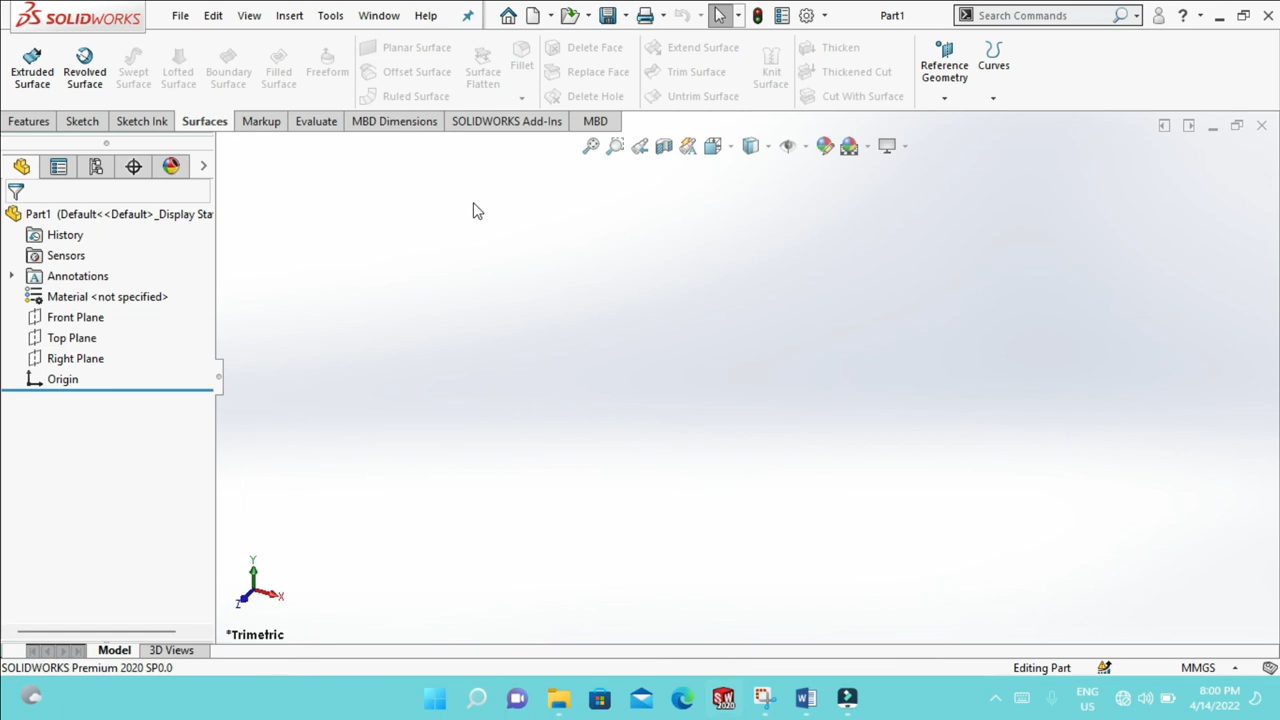 SOLIDWORKS File Edit View Insert Tools Window Help Part1 Search Commands
Extruded Surface
Revolved Surface
Swept Surface
Lofted Surface
Boundary Surface
Filled Surface
Freeform
Planar Surface
Offset Surface
Ruled Surface
Surface Flatten
Fillet
Delete Face
Replace Face
Delete Hole
Extend Surface
Trim Surface
Untrim Surface
Knit Surface
Thicken
Thickened Cut
Cut With Surface
Reference Geometry
Curves
Features Sketch Sketch Ink Surfaces Markup Evaluate MBD Dimensions SOLIDWORKS Add-Ins MBD
Part1 (Default<<Default>_Display Sta
History
Sensors
Annotations
Material <not specified>
Front Plane
Top Plane
Right Plane
Origin
Y
X
Z
*Trimetric
Model 3D Views
SOLIDWORKS Premium 2020 SP0.0 Editing Part MMGS
SW 2020
ENG
US
8:00 PM
4/14/2022